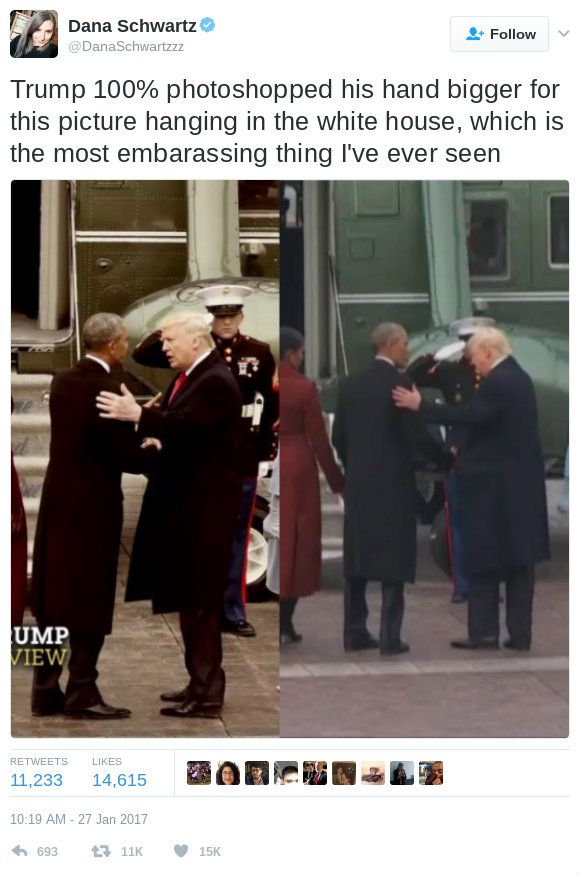 Dana Schwartz
@DanaSchwartzzz
Follow
Trump 100% photoshopped his hand bigger for
this picture hanging in the white house, which is
the most embarassing thing I've ever seen
UMP
VIEW
RETWEETS
LIKES
11,233
14,615
10:19 AM - 27 Jan 2017
693
11K
15K